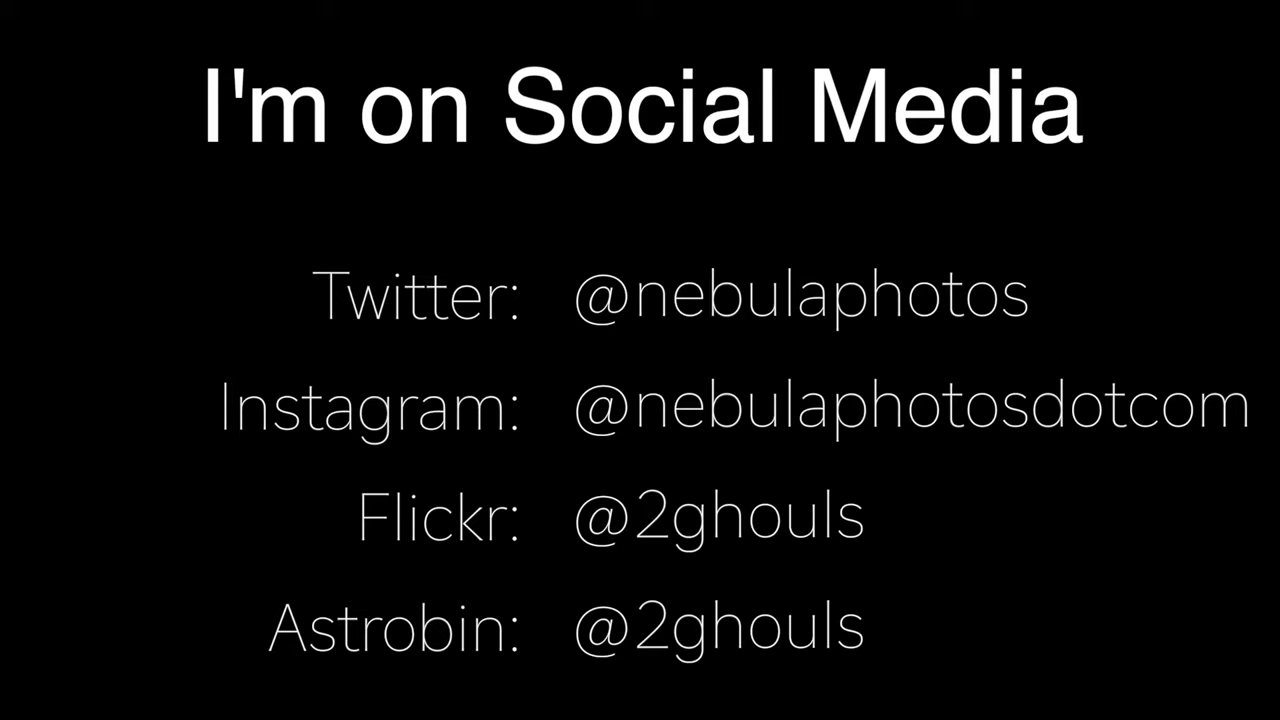 I'm on Social Media
Twitter: @nebulaphotos
Instagram: @nebulaphotosdotcom
Flickr: @2ghouls
Astrobin: @2ghouls